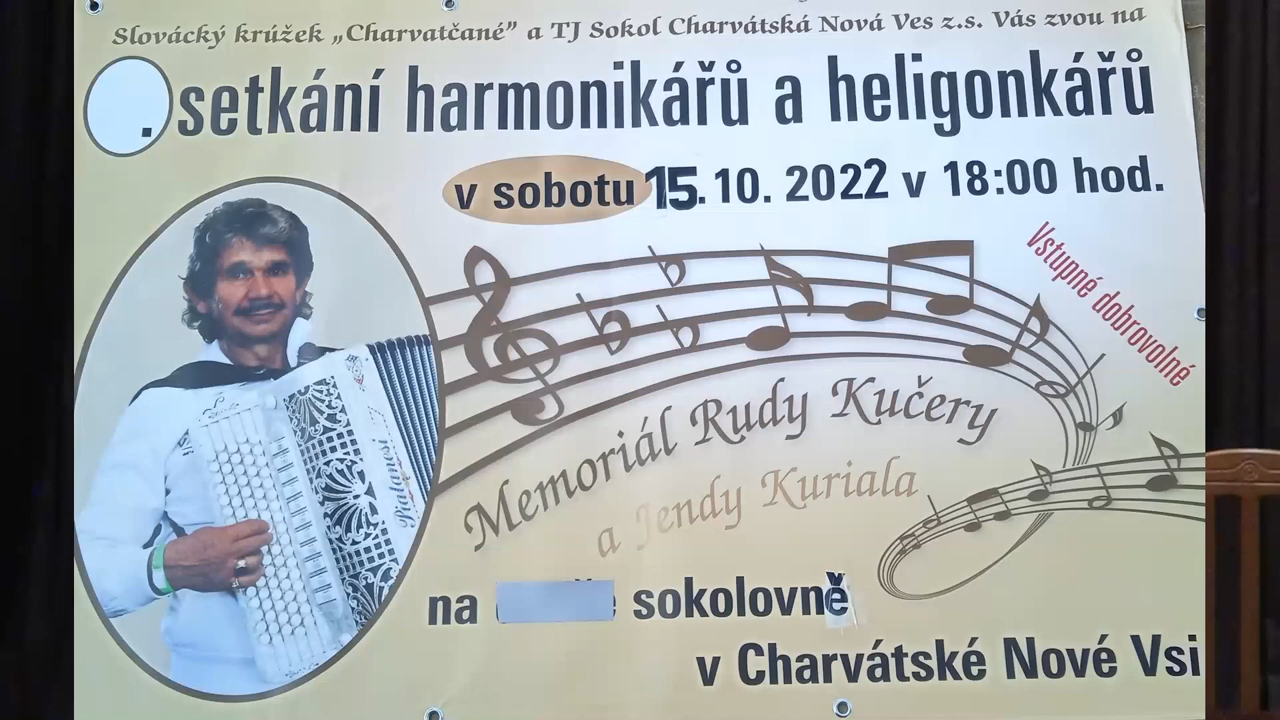 Slovácký krúžek „Charvatčané” a TJ Sokol Charvátská Nová Ves z.s. Vás zvou na
. setkání harmonikářů a heligonkářů
v sobotu 15. 10. 2022 v 18:00 hod.
Vstupné dobrovolné
Memoriál Rudy Kučery
a Jendy Kuriala
Pigini
na sokolovně
v Charvátské Nové Vsi